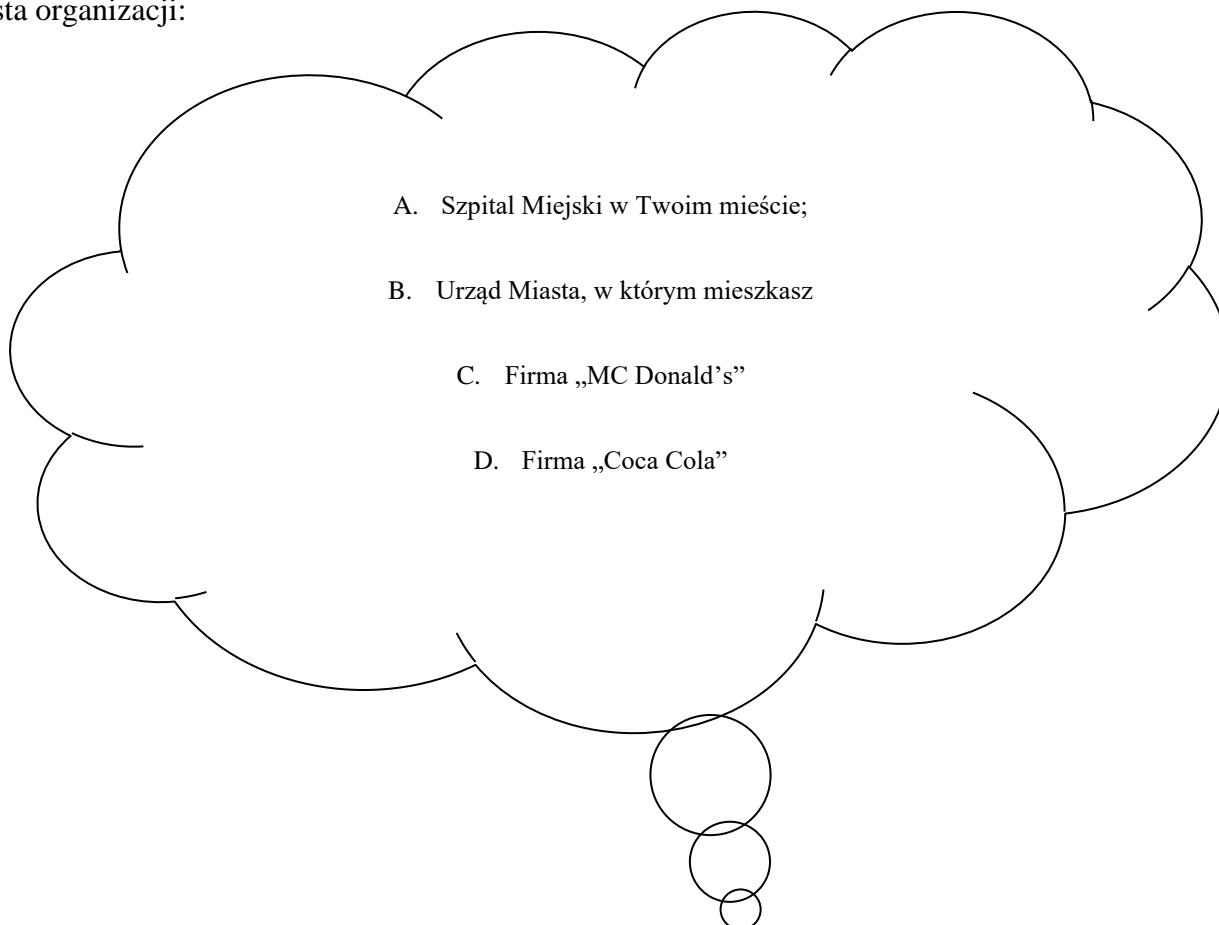 sta organizacji:
A. Szpital Miejski w Twoim mieście;
B. Urząd Miasta, w którym mieszkasz
C. Firma „MC Donald’s”
D. Firma „Coca Cola”